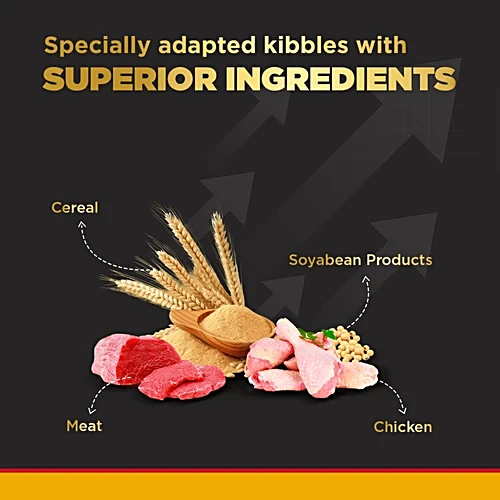 Specially adapted kibbles with
SUPERIOR INGREDIENTS
Cereal
Soyabean Products
Meat
Chicken